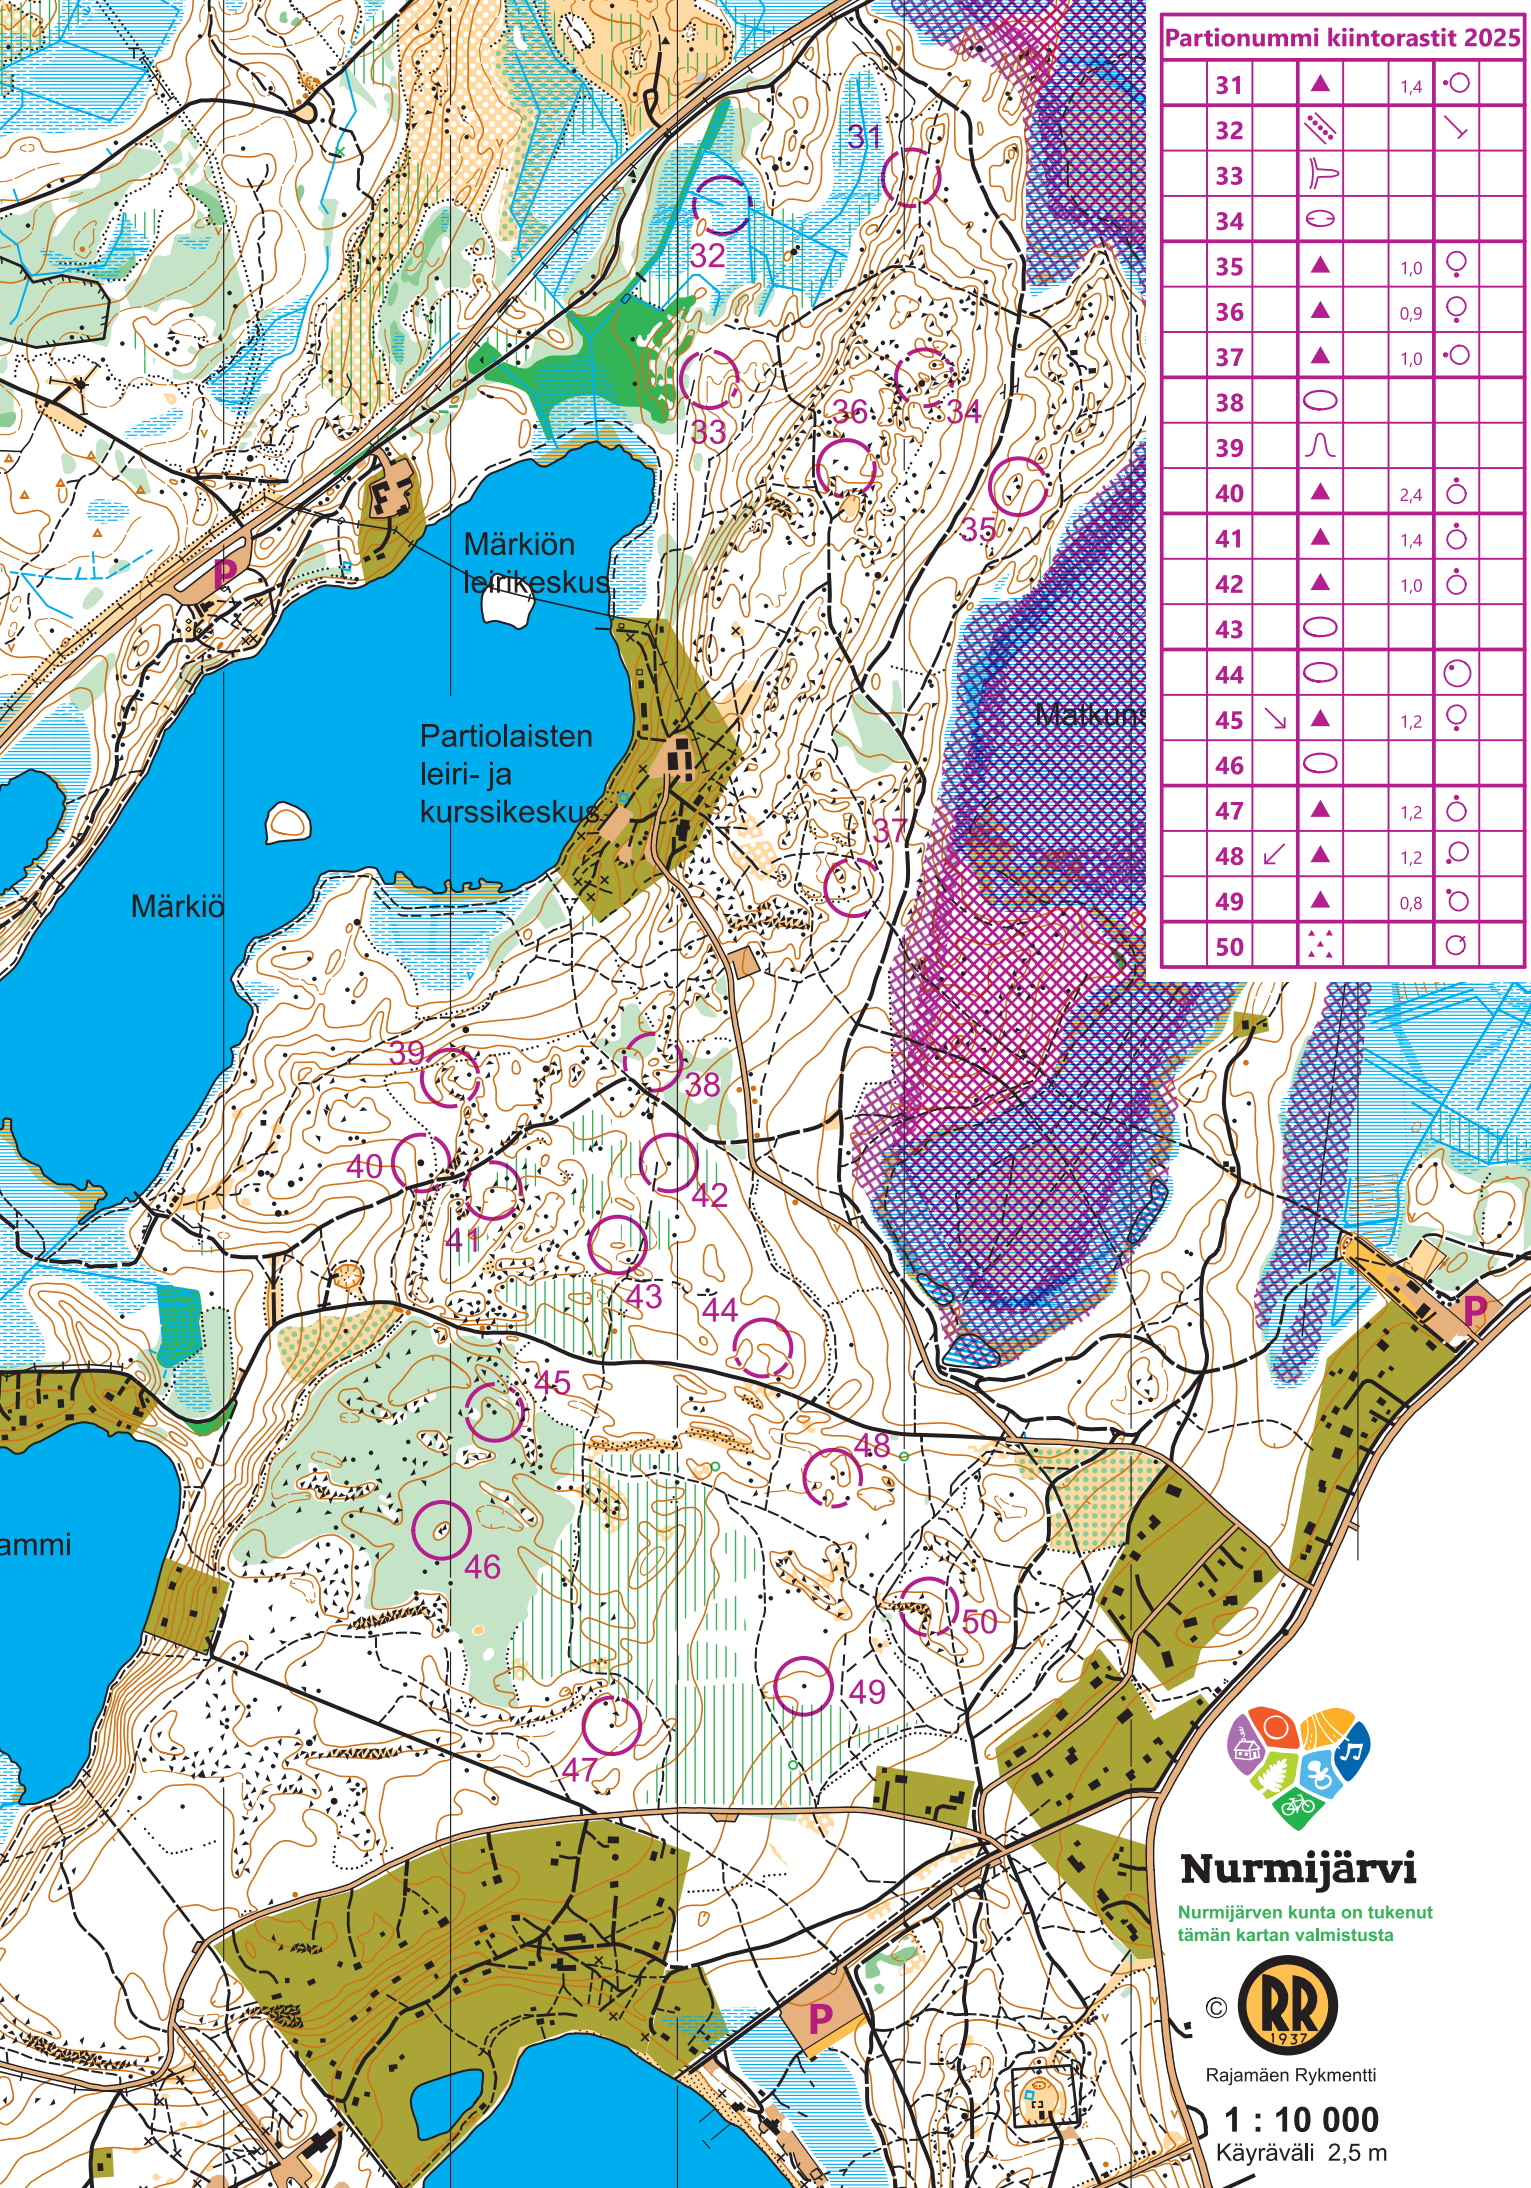 Partionummi kiintorastit 2025
31 1,4
32
33
34
35 1,0
36 0,9
37 1,0
38
39
40 2,4
41 1,4
42 1,0
43
44
45 1,2
46
47 1,2
48 1,2
49 0,8
50
31
32
33
34
36
35
Märkiön
leirikeskus
P
Partiolaisten
leiri- ja
kurssikeskus
Matkuns
37
Märkiö
39
38
40
42
41
43
44
P
45
48
ammi
46
50
49
47
P
Nurmijärvi
Nurmijärven kunta on tukenut
tämän kartan valmistusta
© RR
1937
Rajamäen Rykmentti
1 : 10 000
Käyräväli 2,5 m